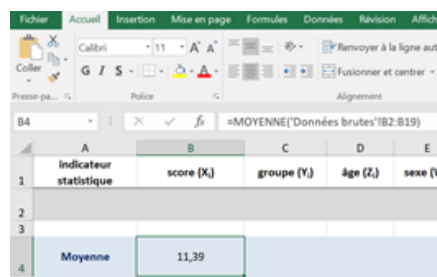 Fichier Accueil Insertion Mise en page Formules Données Révision Affich
Calibri 11 A A Renvoyer à la ligne aut
Coller G I S A Fusionner et centrer
Presse-pa... Police Alignement
B4 fx =MOYENNE('Données brutes'!B2:B19)
A B C D E
1 indicateur statistique score (Xi) groupe (Yi) âge (Zi) sexe (
2
3
4 Moyenne 11,39